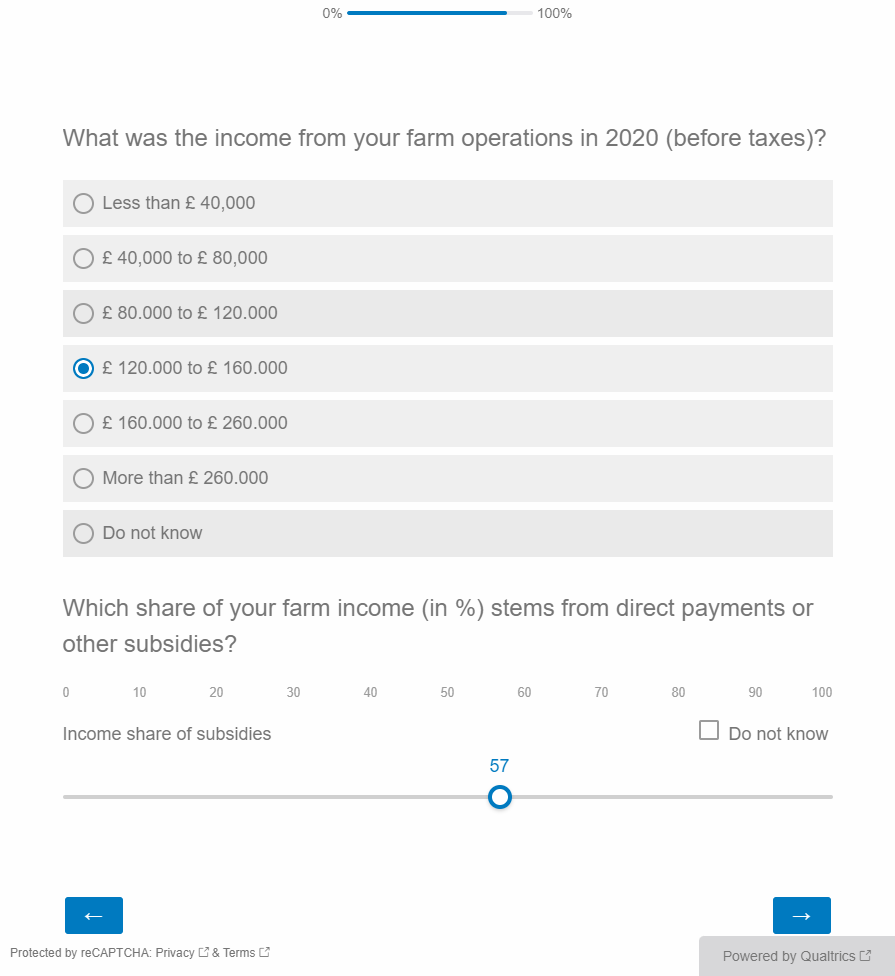 0% 100%
What was the income from your farm operations in 2020 (before taxes)?
Less than £ 40,000
£ 40,000 to £ 80,000
£ 80.000 to £ 120.000
£ 120.000 to £ 160.000
£ 160.000 to £ 260.000
More than £ 260.000
Do not know
Which share of your farm income (in %) stems from direct payments or
other subsidies?
0 10 20 30 40 50 60 70 80 90 100
Income share of subsidies Do not know
57
← →
Protected by reCAPTCHA: Privacy & Terms
Powered by Qualtrics